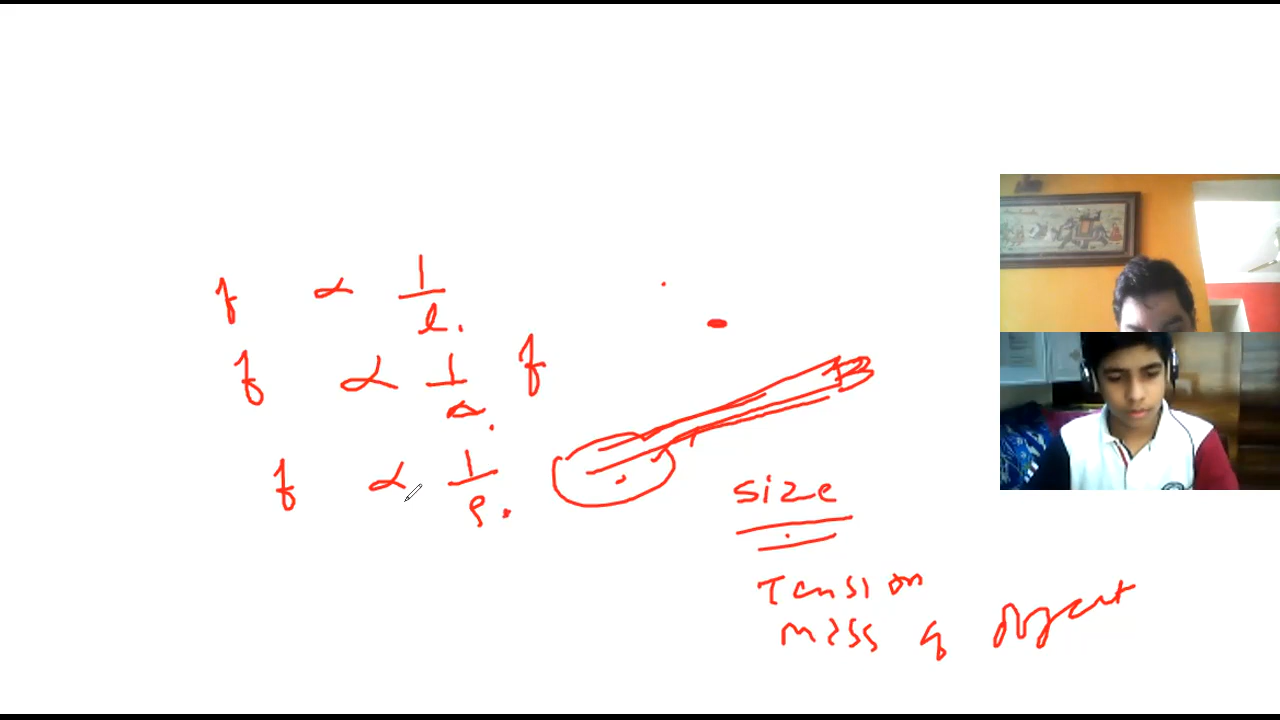 f ∝ 1/l.
f ∝ 1/a. f
f ∝ 1/ρ.
size
Tension
mass of object